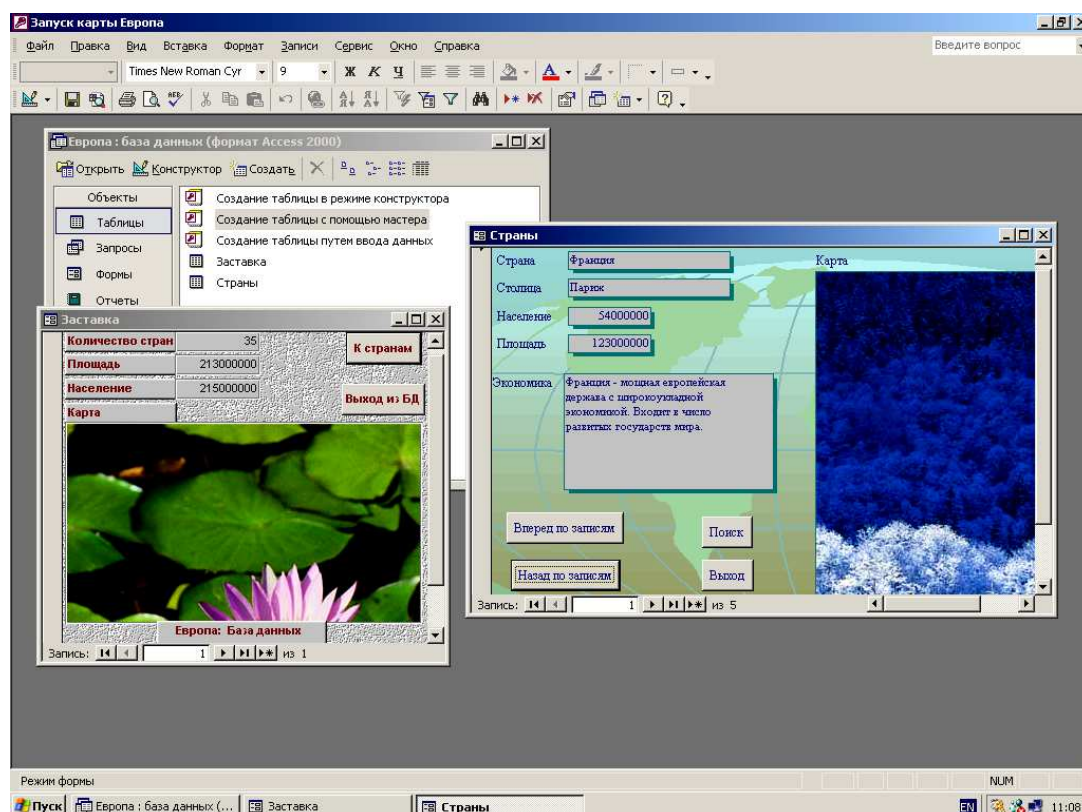 Запуск карты Европа
Файл Правка Вид Вставка Формат Записи Сервис Окно Справка
Введите вопрос
Times New Roman Cyr 9 Ж К Ч
Европа : база данных (формат Access 2000)
Открыть Конструктор Создать
Объекты
Таблицы
Запросы
Формы
Отчеты
Создание таблицы в режиме конструктора
Создание таблицы с помощью мастера
Создание таблицы путем ввода данных
Заставка
Страны
Заставка
Количество стран 35
Площадь 213000000
Население 215000000
Карта
К странам
Выход из БД
Европа: База данных
Запись: 1 из 1
Страны
Страна Франция
Столица Париж
Население 54000000
Площадь 123000000
Экономика
Франция - мощная европейская
держава с широкоукладной
экономикой. Входит в число
развитых государств мира.
Карта
Вперед по записям
Поиск
Назад по записям
Выход
Запись: 1 из 5
Режим формы
NUM
Пуск Европа : база данных (... Заставка Страны EN 11:06